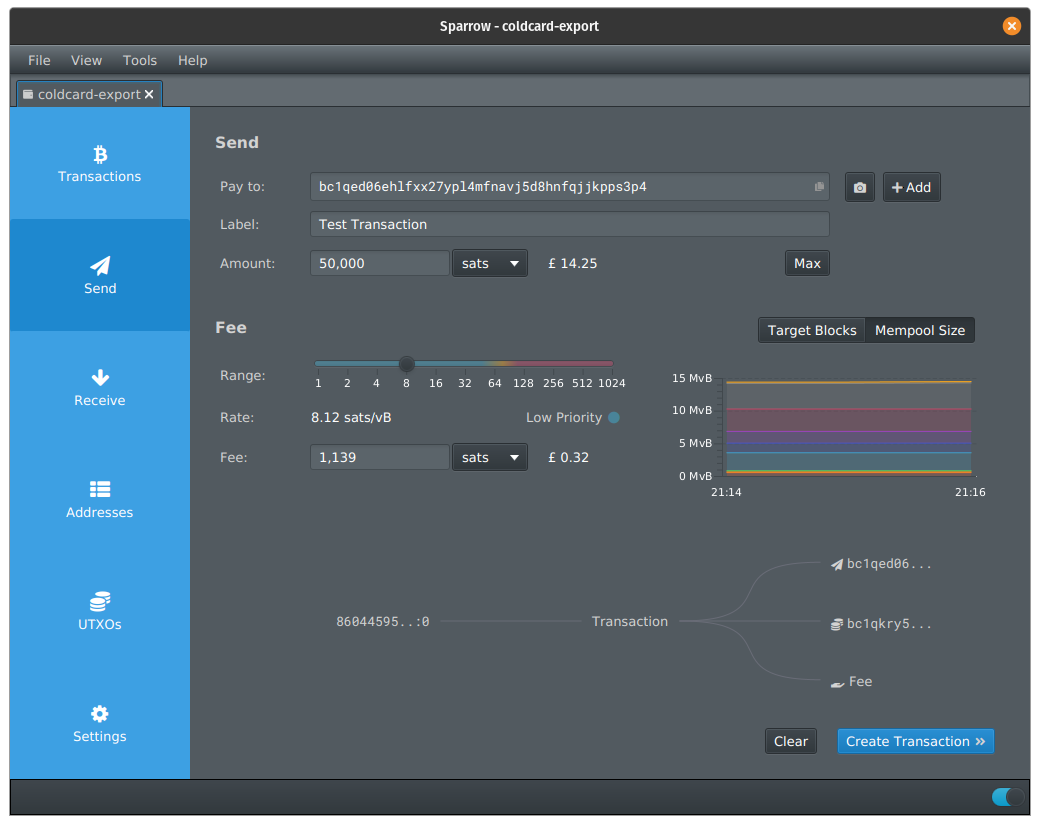 Sparrow - coldcard-export
File View Tools Help
coldcard-export
Transactions
Send
Receive
Addresses
UTXOs
Settings
Send
Pay to: bc1qed06ehlfxx27ypl4mfnavj5d8hnfqjjkpps3p4 Add
Label: Test Transaction
Amount: 50,000 sats £ 14.25 Max
Fee
Target Blocks Mempool Size
Range:
1 2 4 8 16 32 64 128 256 512 1024
Rate: 8.12 sats/vB Low Priority
Fee: 1,139 sats £ 0.32
15 MvB
10 MvB
5 MvB
0 MvB
21:14 21:16
86044595..:0
Transaction
bc1qed06...
bc1qkry5...
Fee
Clear
Create Transaction »